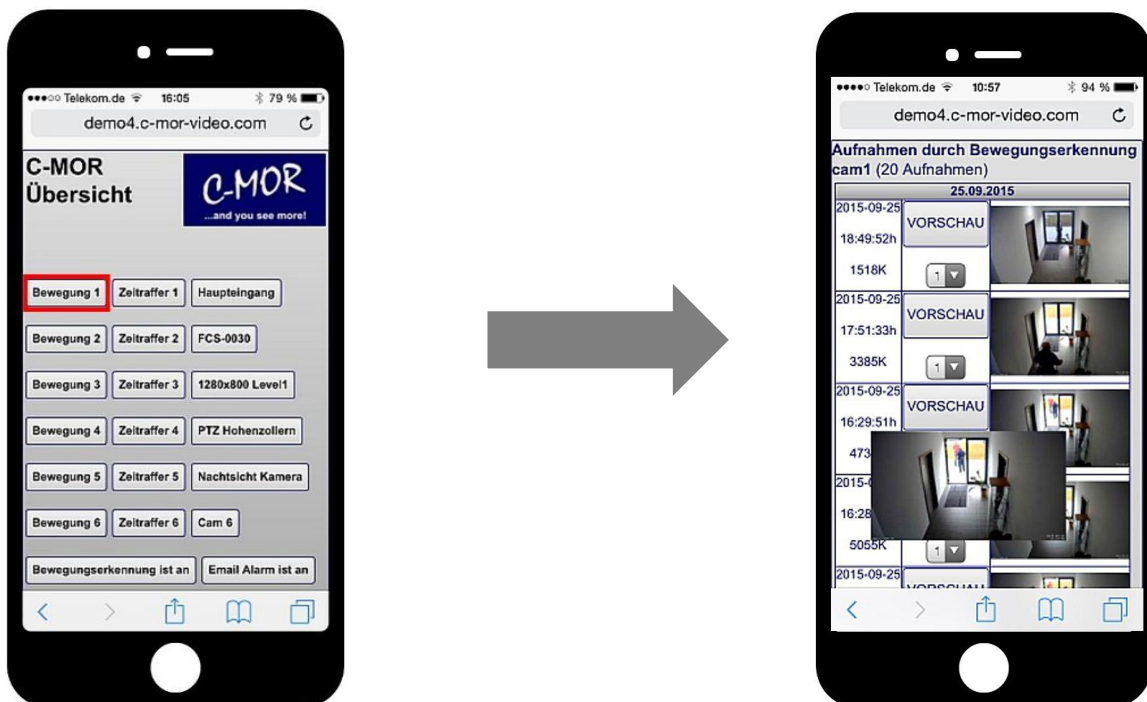 ●●●○○ Telekom.de 16:05 79 %
demo4.c-mor-video.com
C-MOR
Übersicht
C-MOR
...and you see more!
Bewegung 1 Zeitraffer 1 Haupteingang
Bewegung 2 Zeitraffer 2 FCS-0030
Bewegung 3 Zeitraffer 3 1280x800 Level1
Bewegung 4 Zeitraffer 4 PTZ Hohenzollern
Bewegung 5 Zeitraffer 5 Nachtsicht Kamera
Bewegung 6 Zeitraffer 6 Cam 6
Bewegungserkennung ist an Email Alarm ist an
●●●●○ Telekom.de 10:57 94 %
demo4.c-mor-video.com
Aufnahmen durch Bewegungserkennung
cam1 (20 Aufnahmen)
25.09.2015
2015-09-25
VORSCHAU
18:49:52h
1518K 1
2015-09-25
VORSCHAU
17:51:33h
3385K 1
2015-09-25
VORSCHAU
16:29:51h
473
2015-
16:28
5055K 1
2015-09-25
VORSCHAU